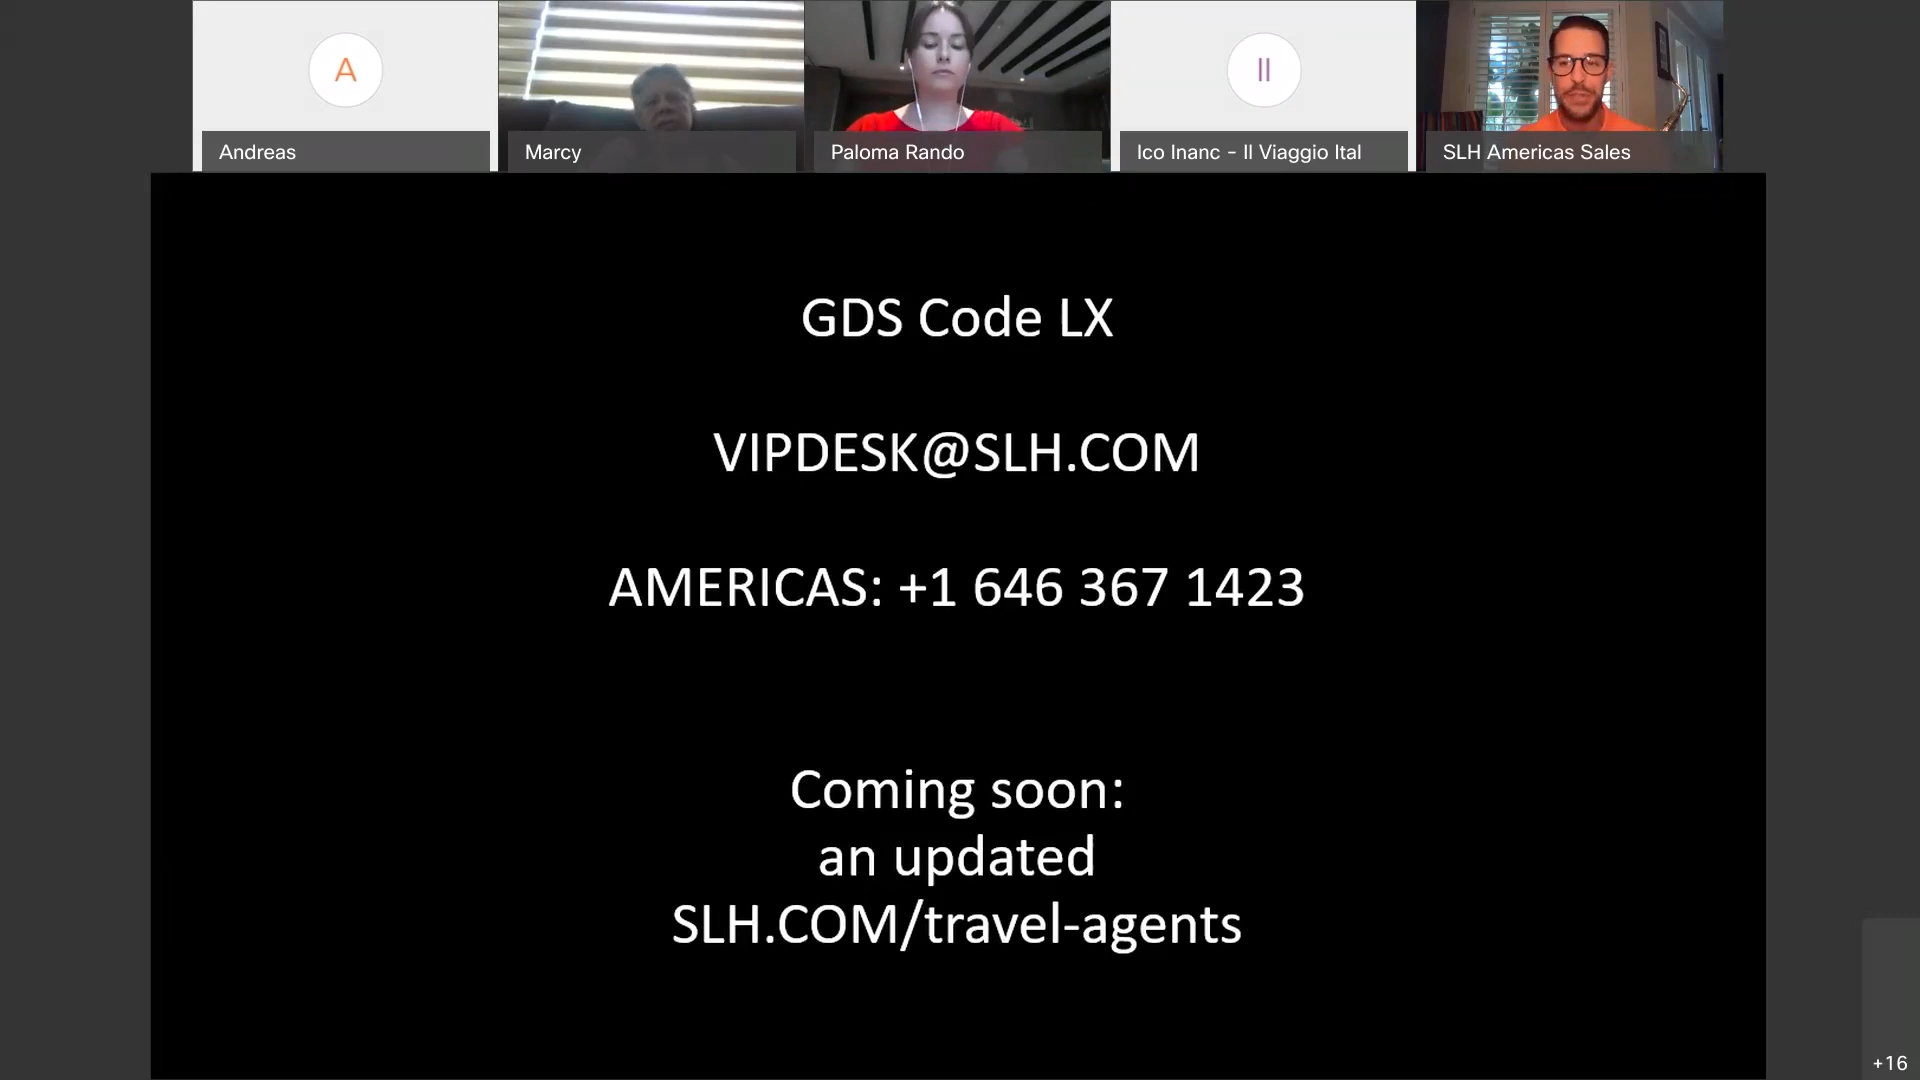 A
Andreas
Marcy
Paloma Rando
II
Ico Inanc - Il Viaggio Ital
SLH Americas Sales
GDS Code LX
VIPDESK@SLH.COM
AMERICAS: +1 646 367 1423
Coming soon:
an updated
SLH.COM/travel-agents
+16